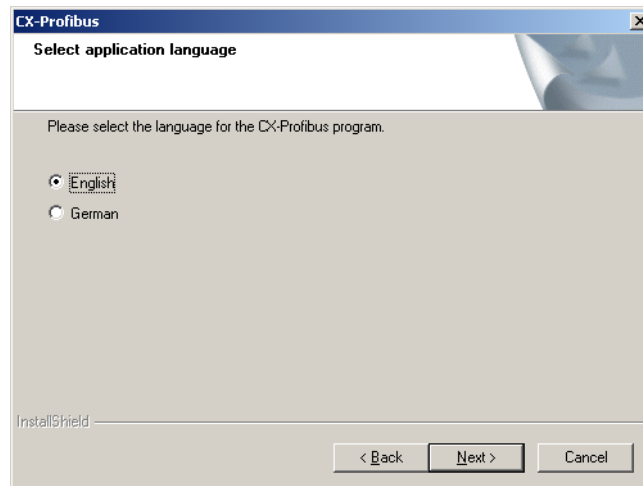 CX-Profibus
Select application language
Please select the language for the CX-Profibus program.
English
German
InstallShield
< Back
Next >
Cancel